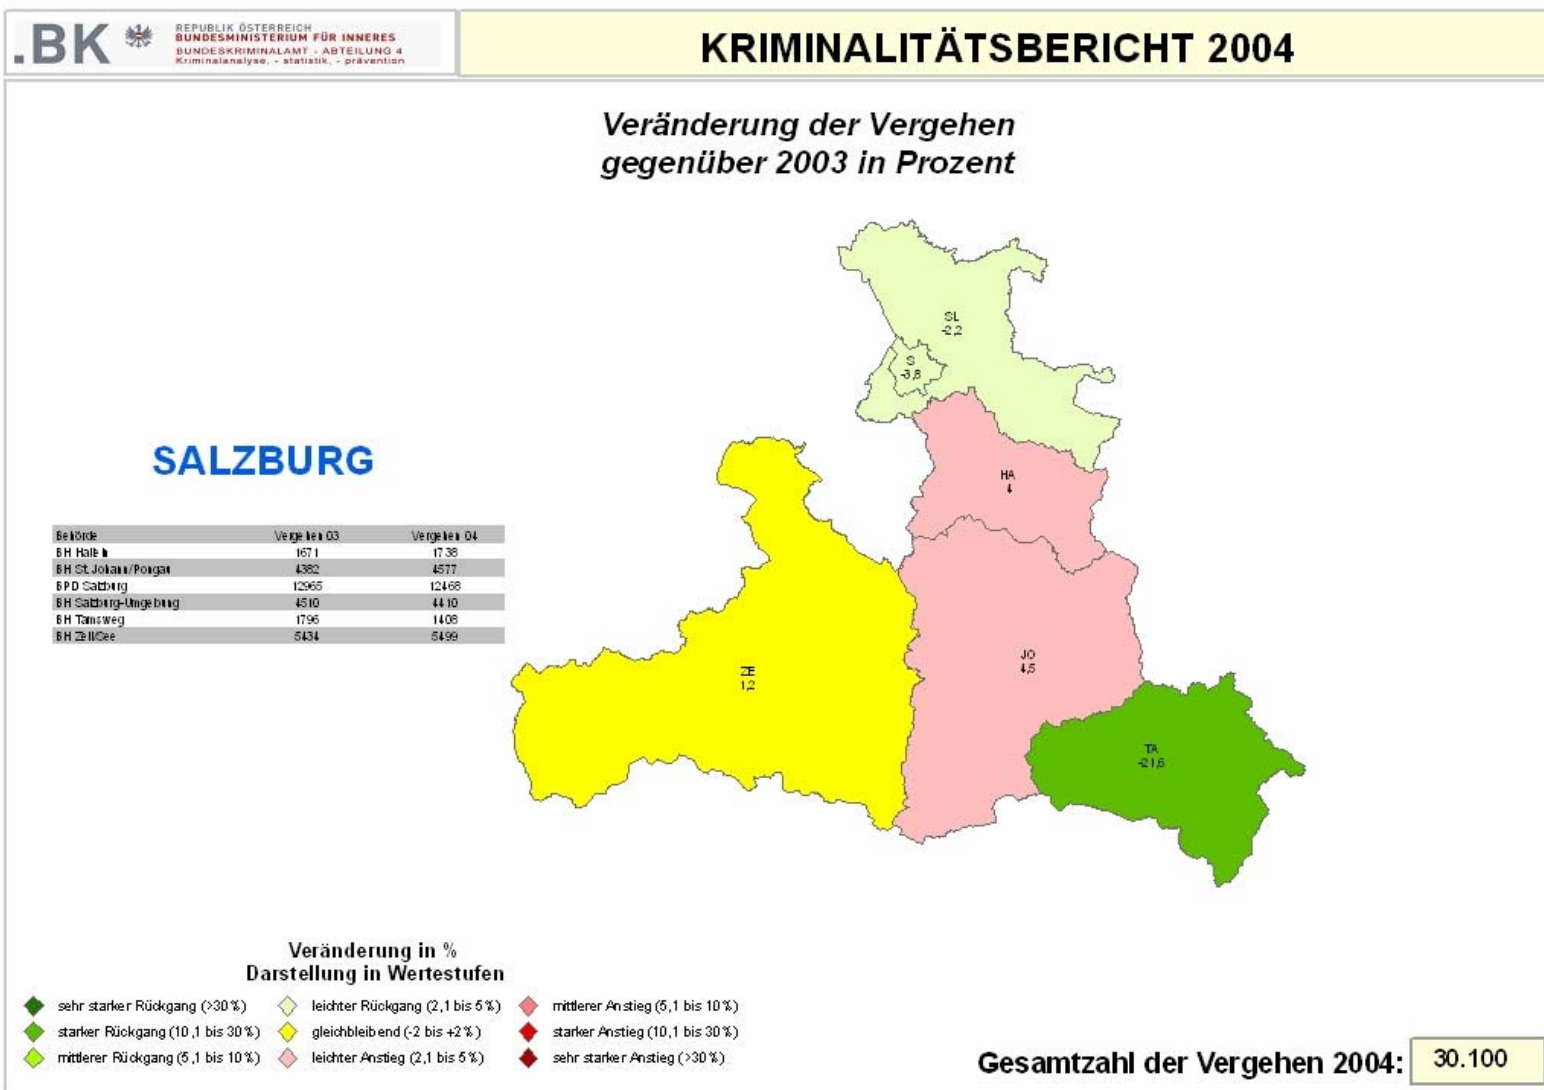 .BK
REPUBLIK ÖSTERREICH
BUNDESMINISTERIUM FÜR INNERES
BUNDESKRIMINALAMT - ABTEILUNG 4
Kriminalanalyse, - statistik, - prävention
KRIMINALITÄTSBERICHT 2004
Veränderung der Vergehen
gegenüber 2003 in Prozent
SL
-2,2
S
-3,8
HA
4
SALZBURG
Behörde Vergehen 03 Vergehen 04
BH Hallein 1671 1738
BH St. Johann/Pongau 4382 4577
BPD Salzburg 12965 12468
BH Salzburg-Umgebung 4510 4410
BH Tamsweg 1796 1408
BH Zell/See 5434 5499
ZE
1,2
JO
4,5
TA
-21,6
Veränderung in %
Darstellung in Wertestufen
sehr starker Rückgang (>30%) leichter Rückgang (2,1 bis 5%) mittlerer Anstieg (5,1 bis 10%)
starker Rückgang (10,1 bis 30%) gleichbleibend (-2 bis +2%) starker Anstieg (10,1 bis 30%)
mittlerer Rückgang (5,1 bis 10%) leichter Anstieg (2,1 bis 5%) sehr starker Anstieg (>30%)
Gesamtzahl der Vergehen 2004: 30.100